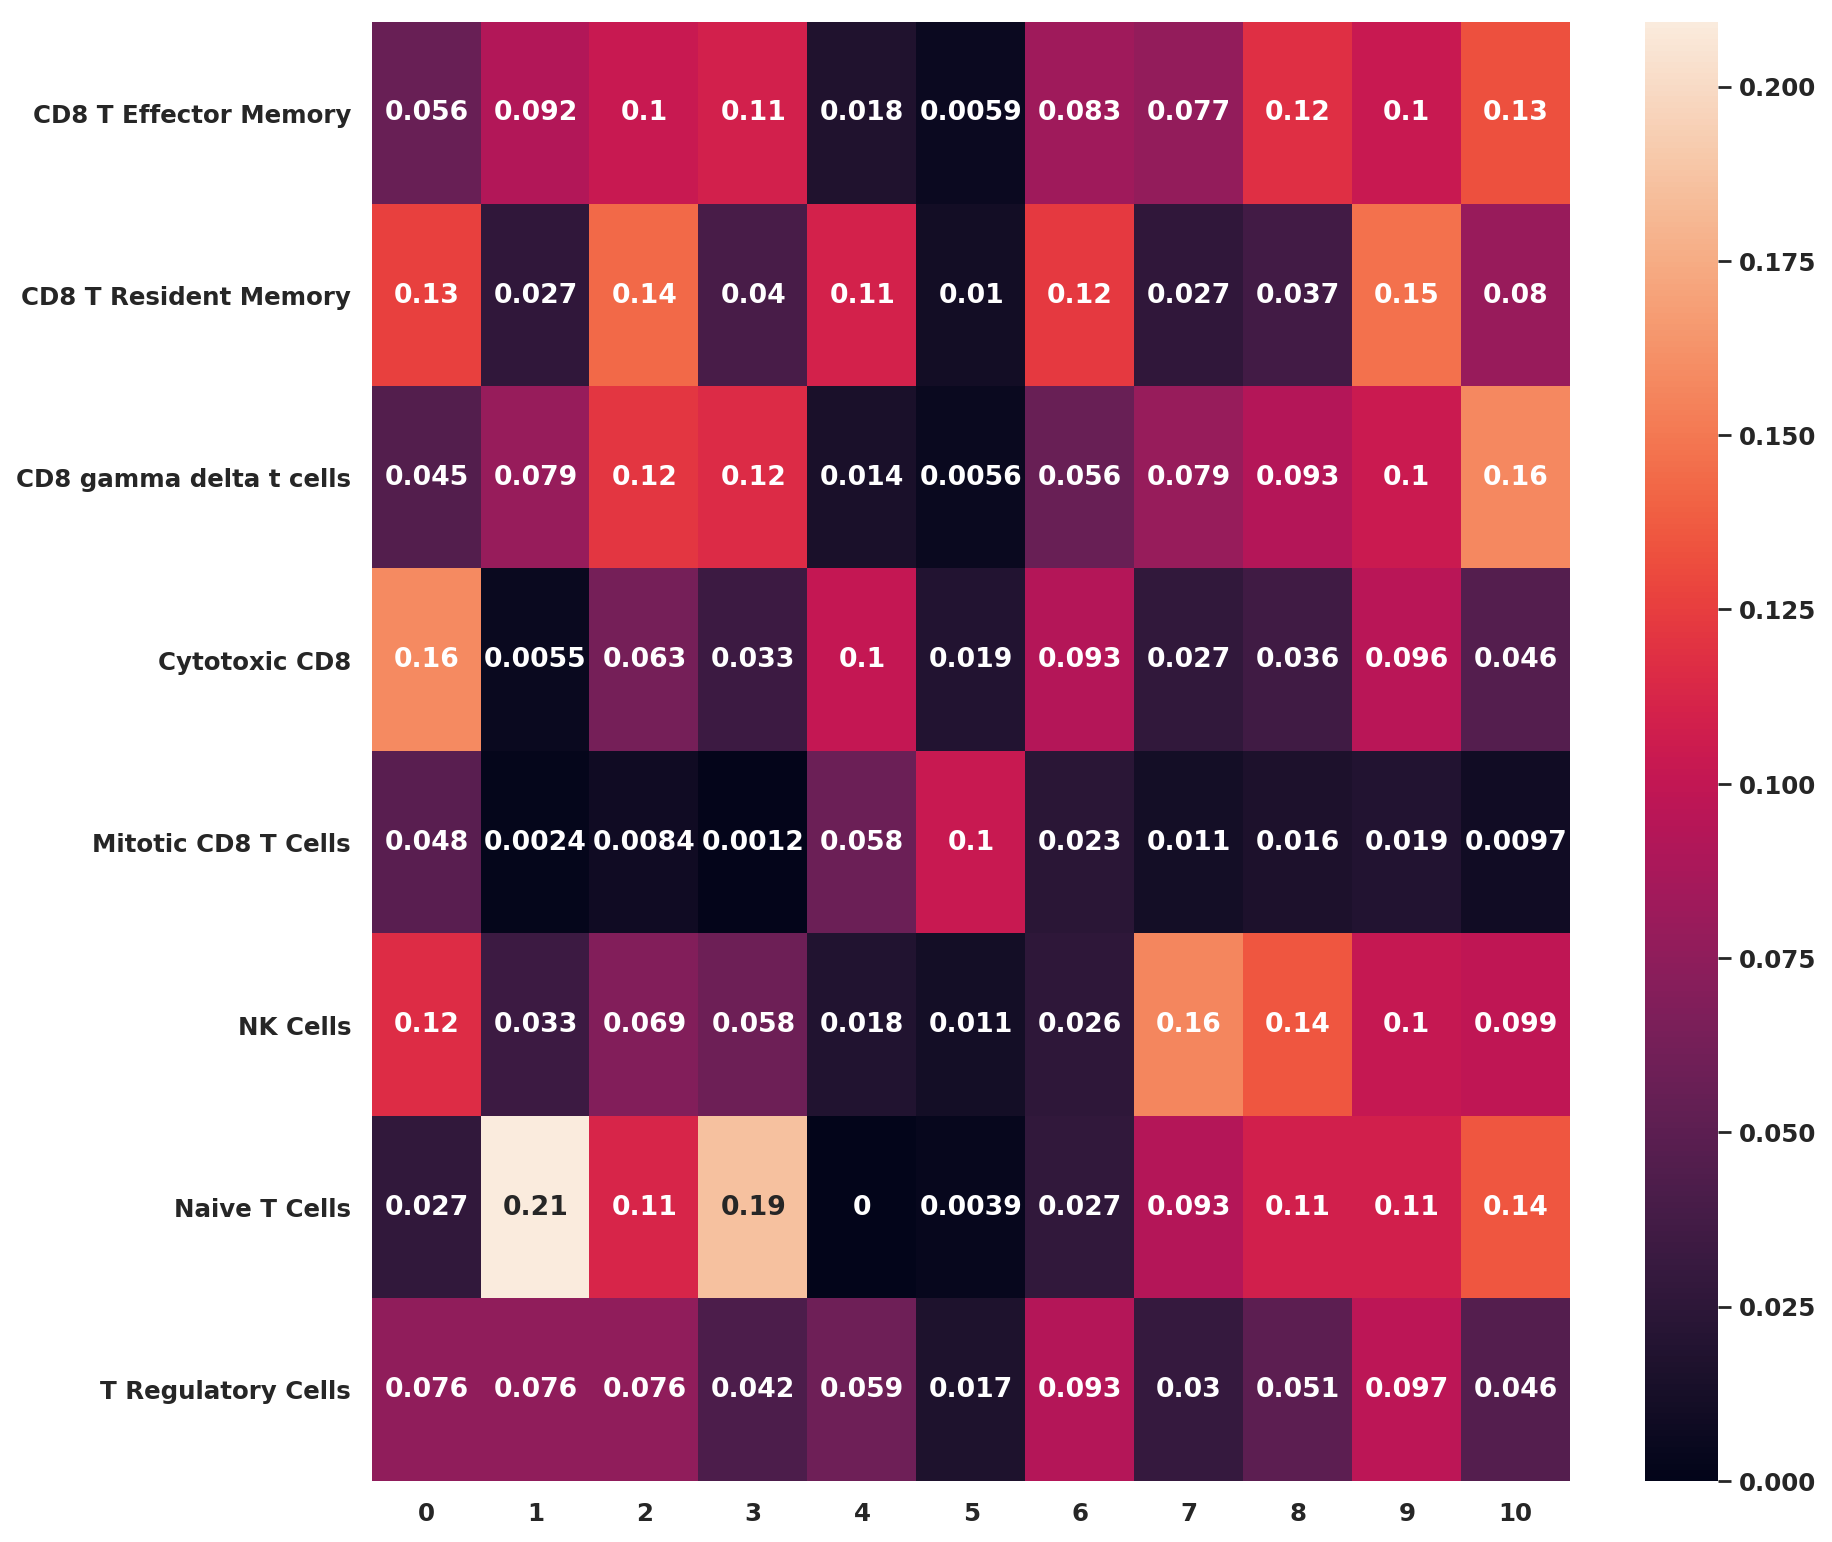 CD8 T Effector Memory 0.056 0.092 0.1 0.11 0.018 0.0059 0.083 0.077 0.12 0.1 0.13
CD8 T Resident Memory 0.13 0.027 0.14 0.04 0.11 0.01 0.12 0.027 0.037 0.15 0.08
CD8 gamma delta t cells 0.045 0.079 0.12 0.12 0.014 0.0056 0.056 0.079 0.093 0.1 0.16
Cytotoxic CD8 0.16 0.0055 0.063 0.033 0.1 0.019 0.093 0.027 0.036 0.096 0.046
Mitotic CD8 T Cells 0.048 0.0024 0.0084 0.0012 0.058 0.1 0.023 0.011 0.016 0.019 0.0097
NK Cells 0.12 0.033 0.069 0.058 0.018 0.011 0.026 0.16 0.14 0.1 0.099
Naive T Cells 0.027 0.21 0.11 0.19 0 0.0039 0.027 0.093 0.11 0.11 0.14
T Regulatory Cells 0.076 0.076 0.076 0.042 0.059 0.017 0.093 0.03 0.051 0.097 0.046
0 1 2 3 4 5 6 7 8 9 10
0.200
0.175
0.150
0.125
0.100
0.075
0.050
0.025
0.000